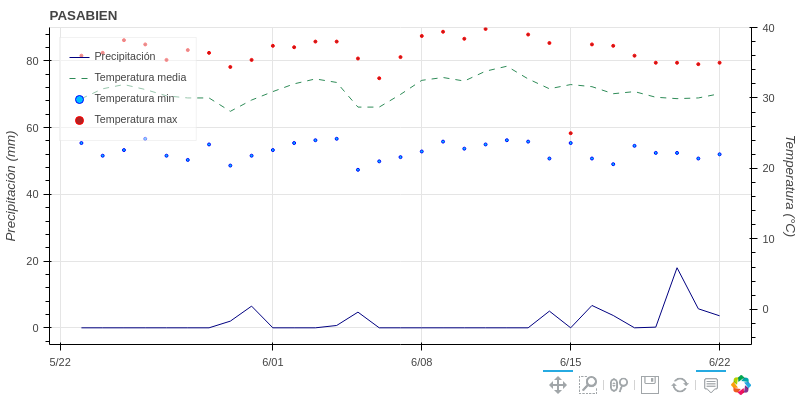 PASABIEN
Precipitación
Temperatura media
Temperatura min
Temperatura max
Precipitación (mm)
80
60
40
20
0
Temperatura (°C)
40
30
20
10
0
5/22
6/01
6/08
6/15
6/22